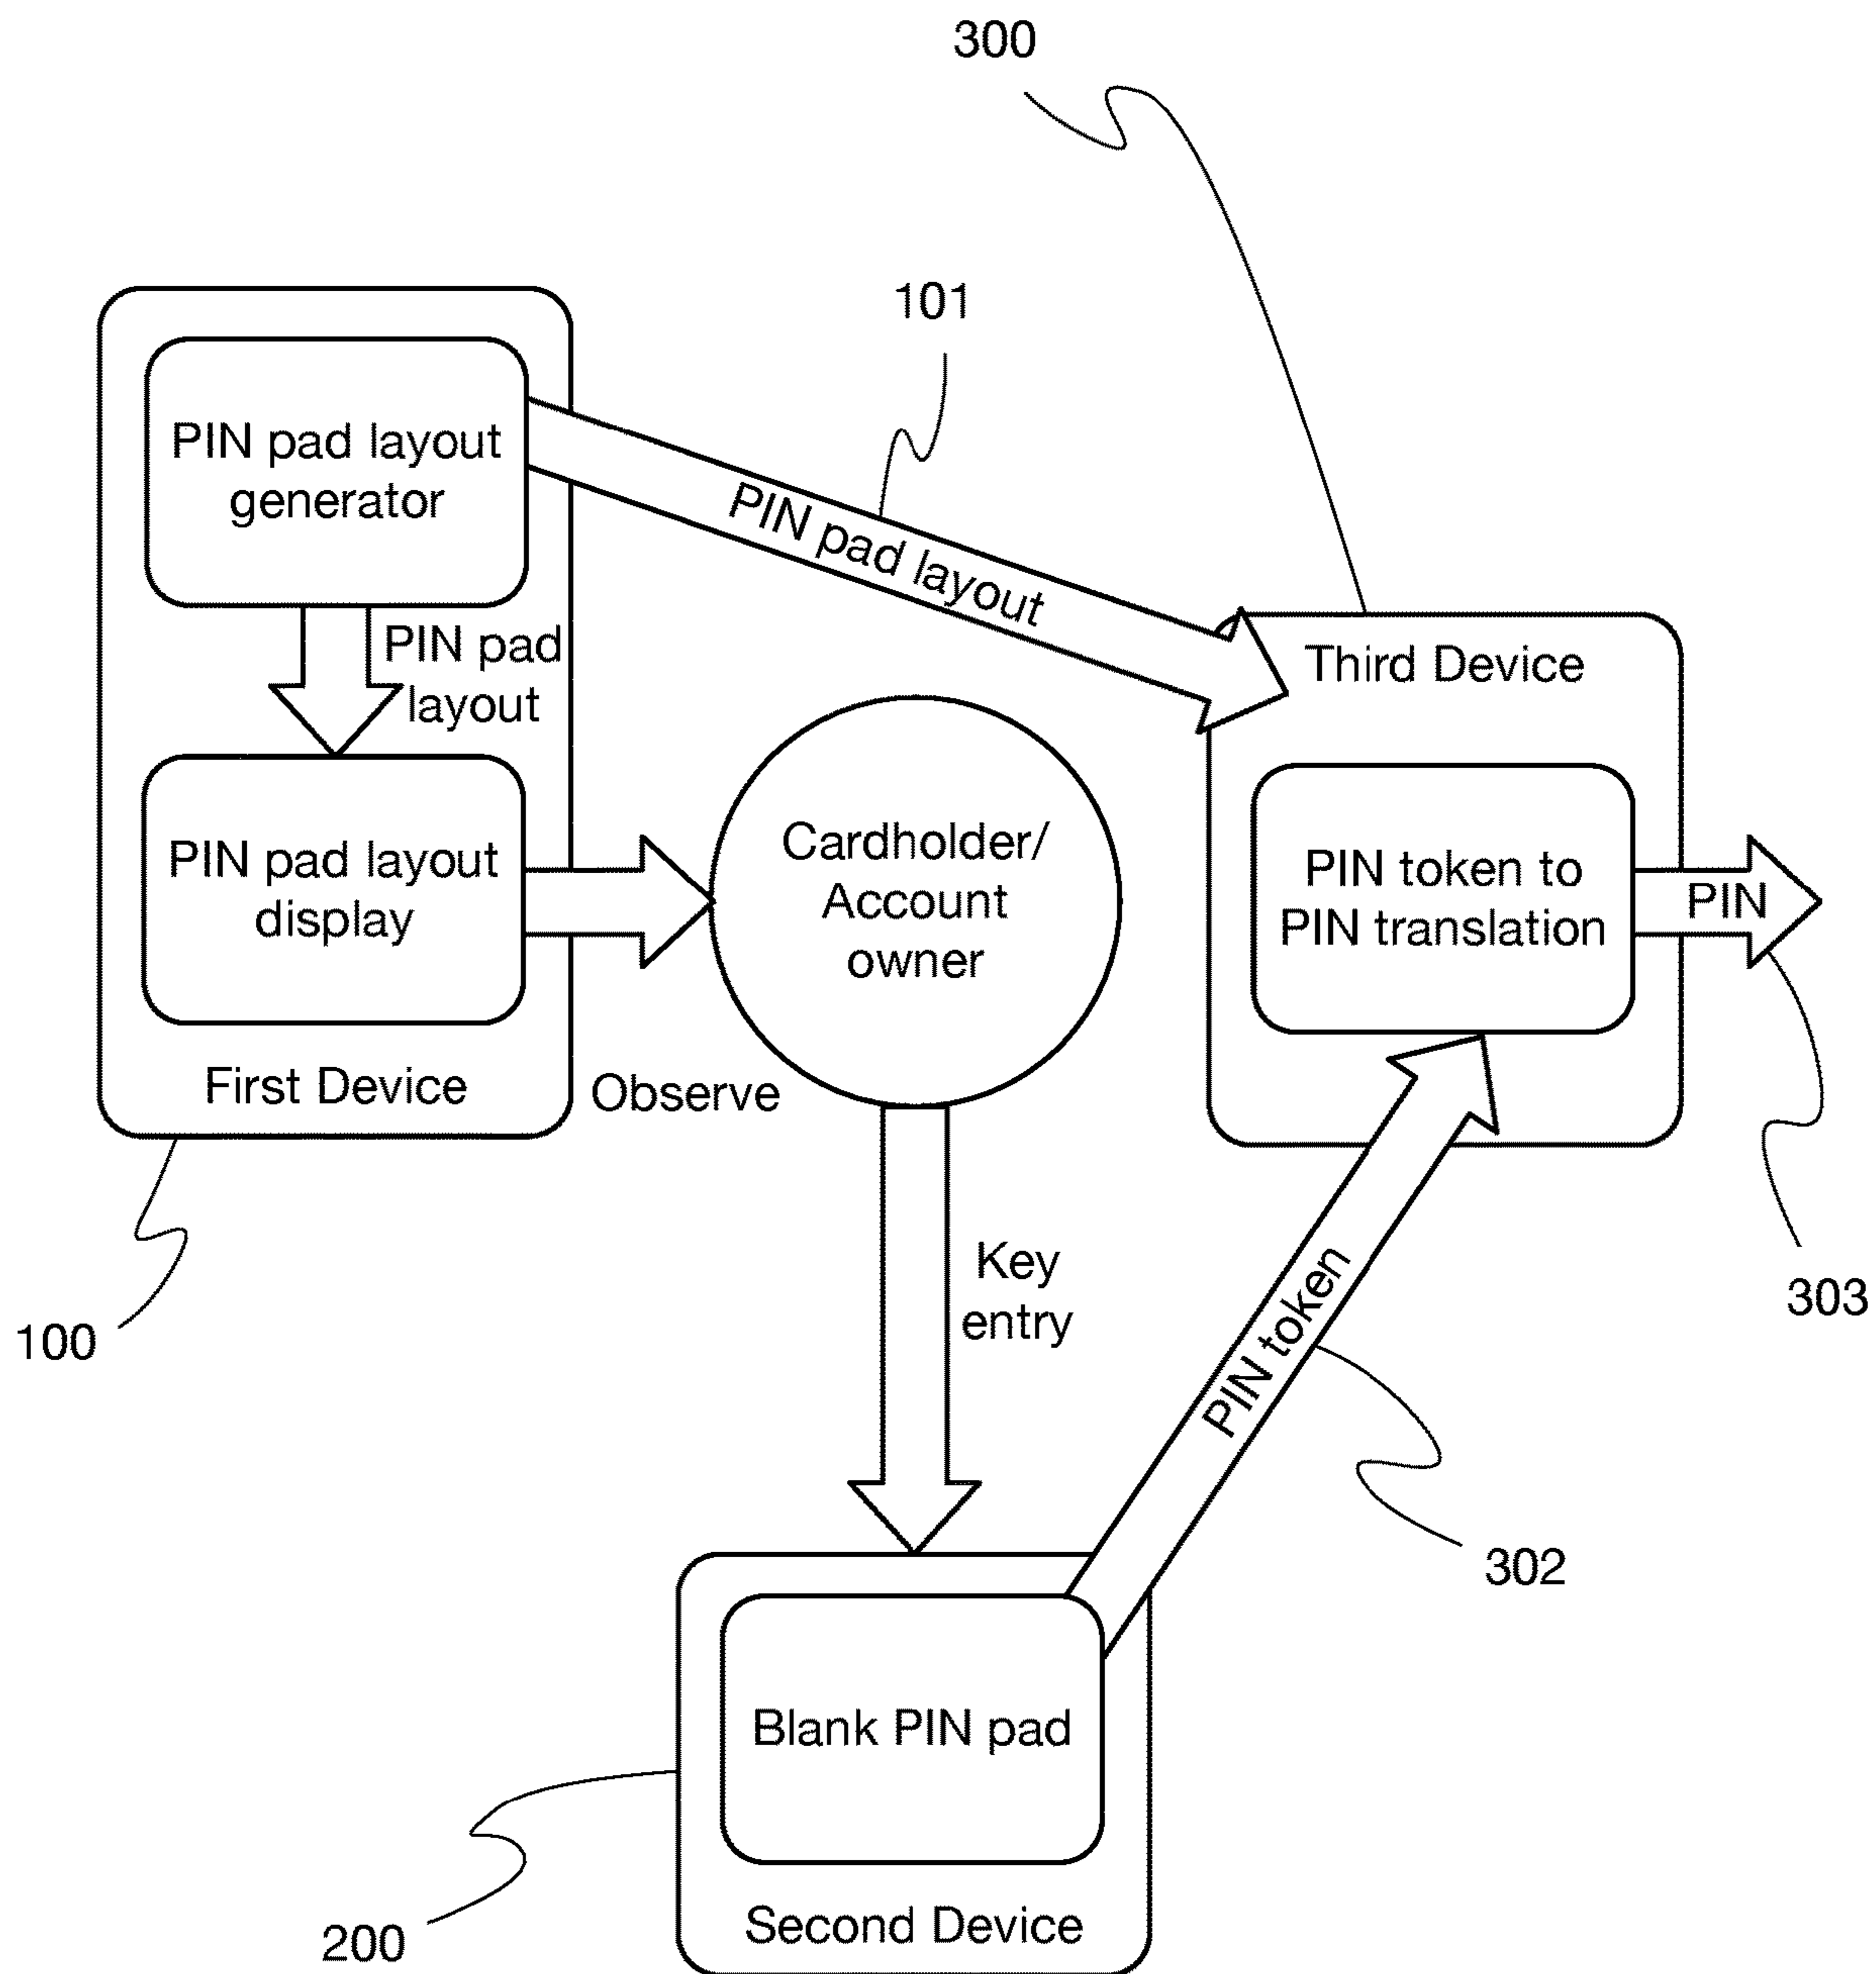 300
101
PIN pad layout
generator
PIN pad layout
PIN pad
layout
Third Device
PIN pad layout
display
Cardholder/
Account
owner
PIN token to
PIN translation
PIN
First Device
Observe
100
Key
entry
303
PIN token
302
Blank PIN pad
200
Second Device